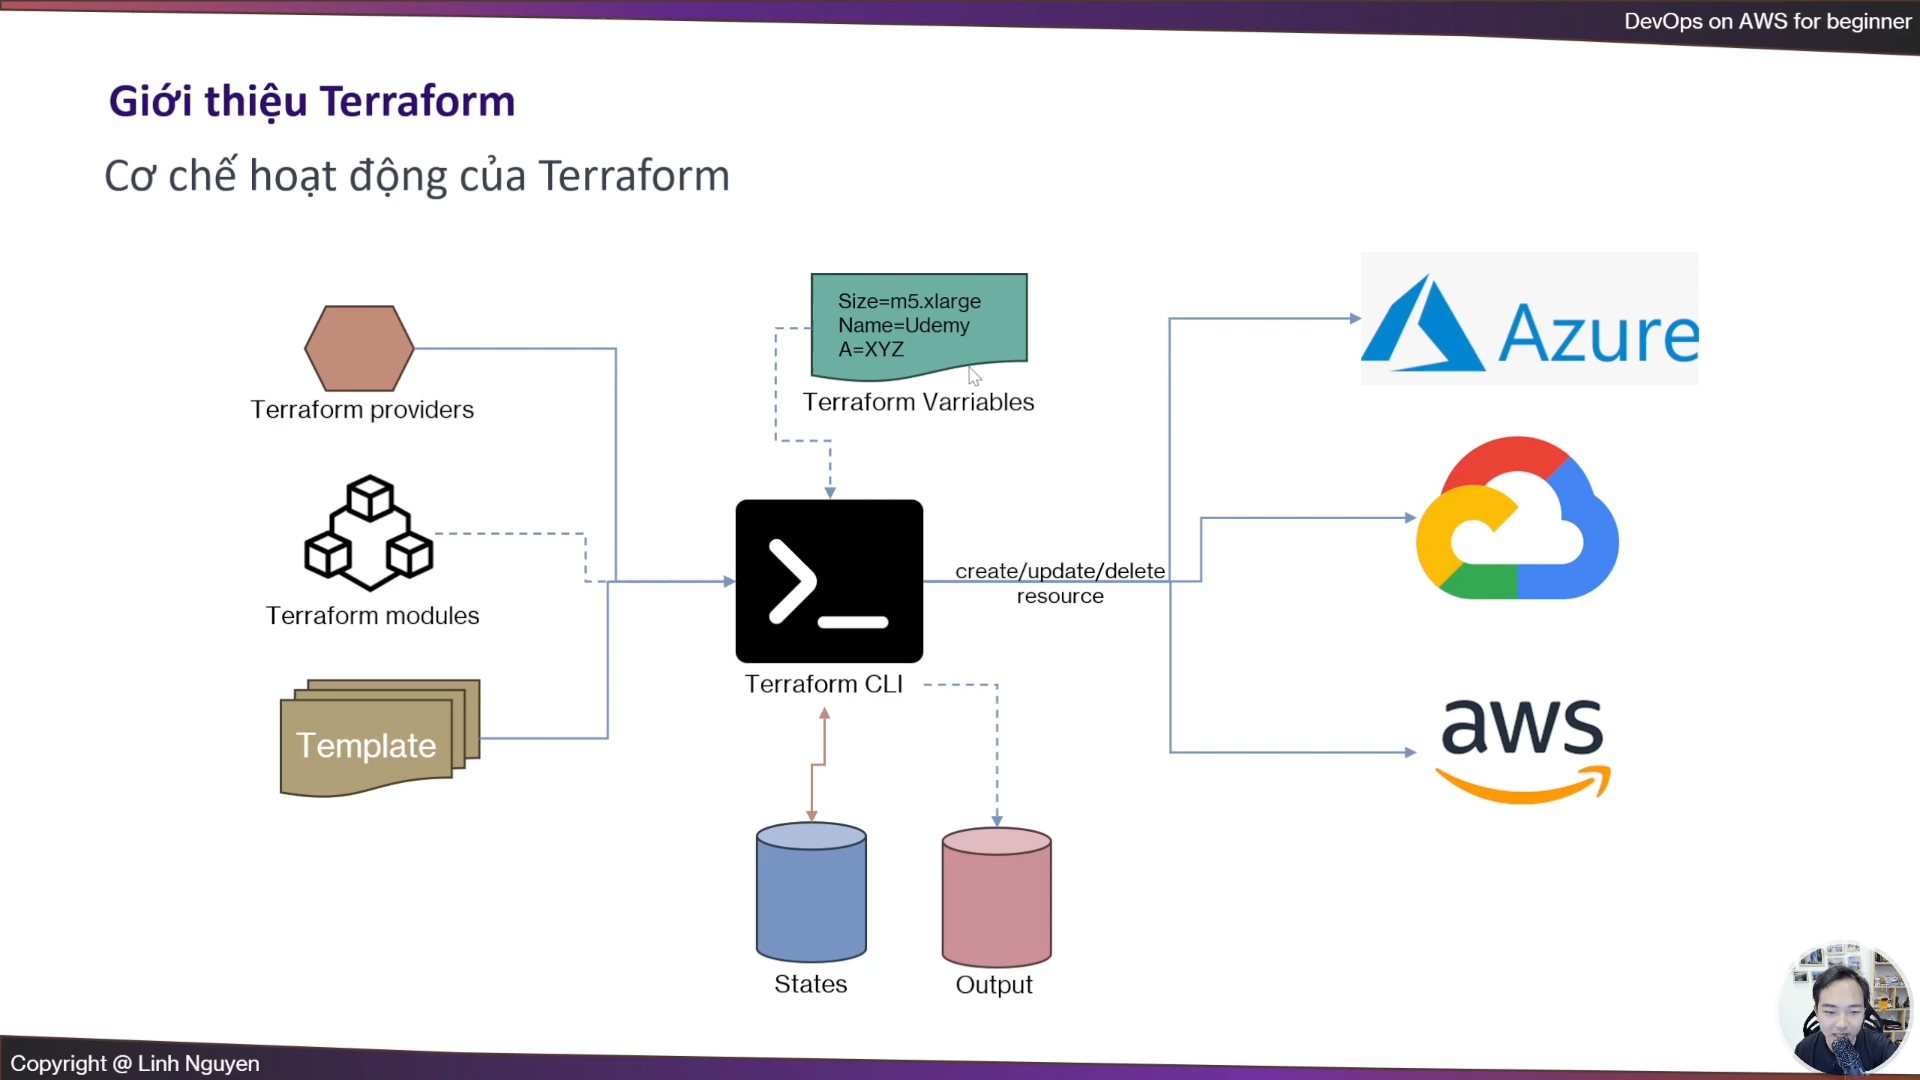 DevOps on AWS for beginner
Giới thiệu Terraform
Cơ chế hoạt động của Terraform
Size=m5.xlarge
Name=Udemy
A=XYZ
Terraform Varriables
Azure
Terraform providers
Terraform modules
create/update/delete
resource
Template
Terraform CLI
aws
States
Output
Copyright @ Linh Nguyen